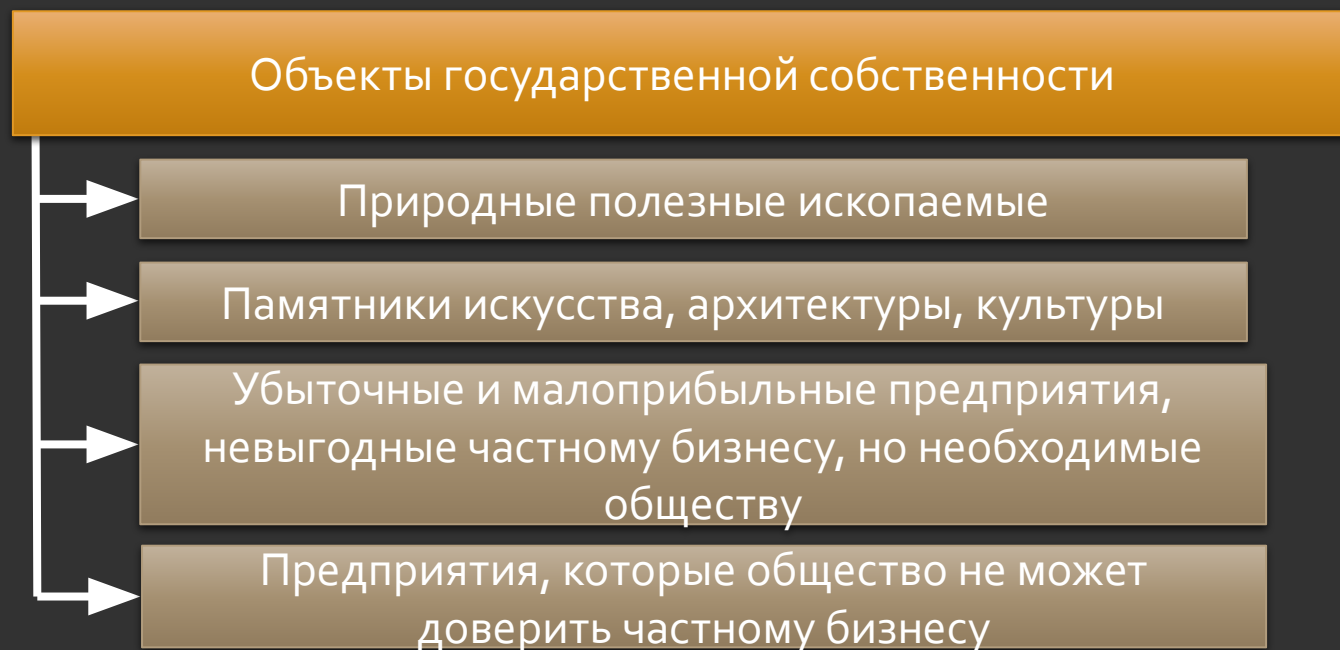 Объекты государственной собственности
Природные полезные ископаемые
Памятники искусства, архитектуры, культуры
Убыточные и малоприбыльные предприятия,
невыгодные частному бизнесу, но необходимые
обществу
Предприятия, которые общество не может
доверить частному бизнесу